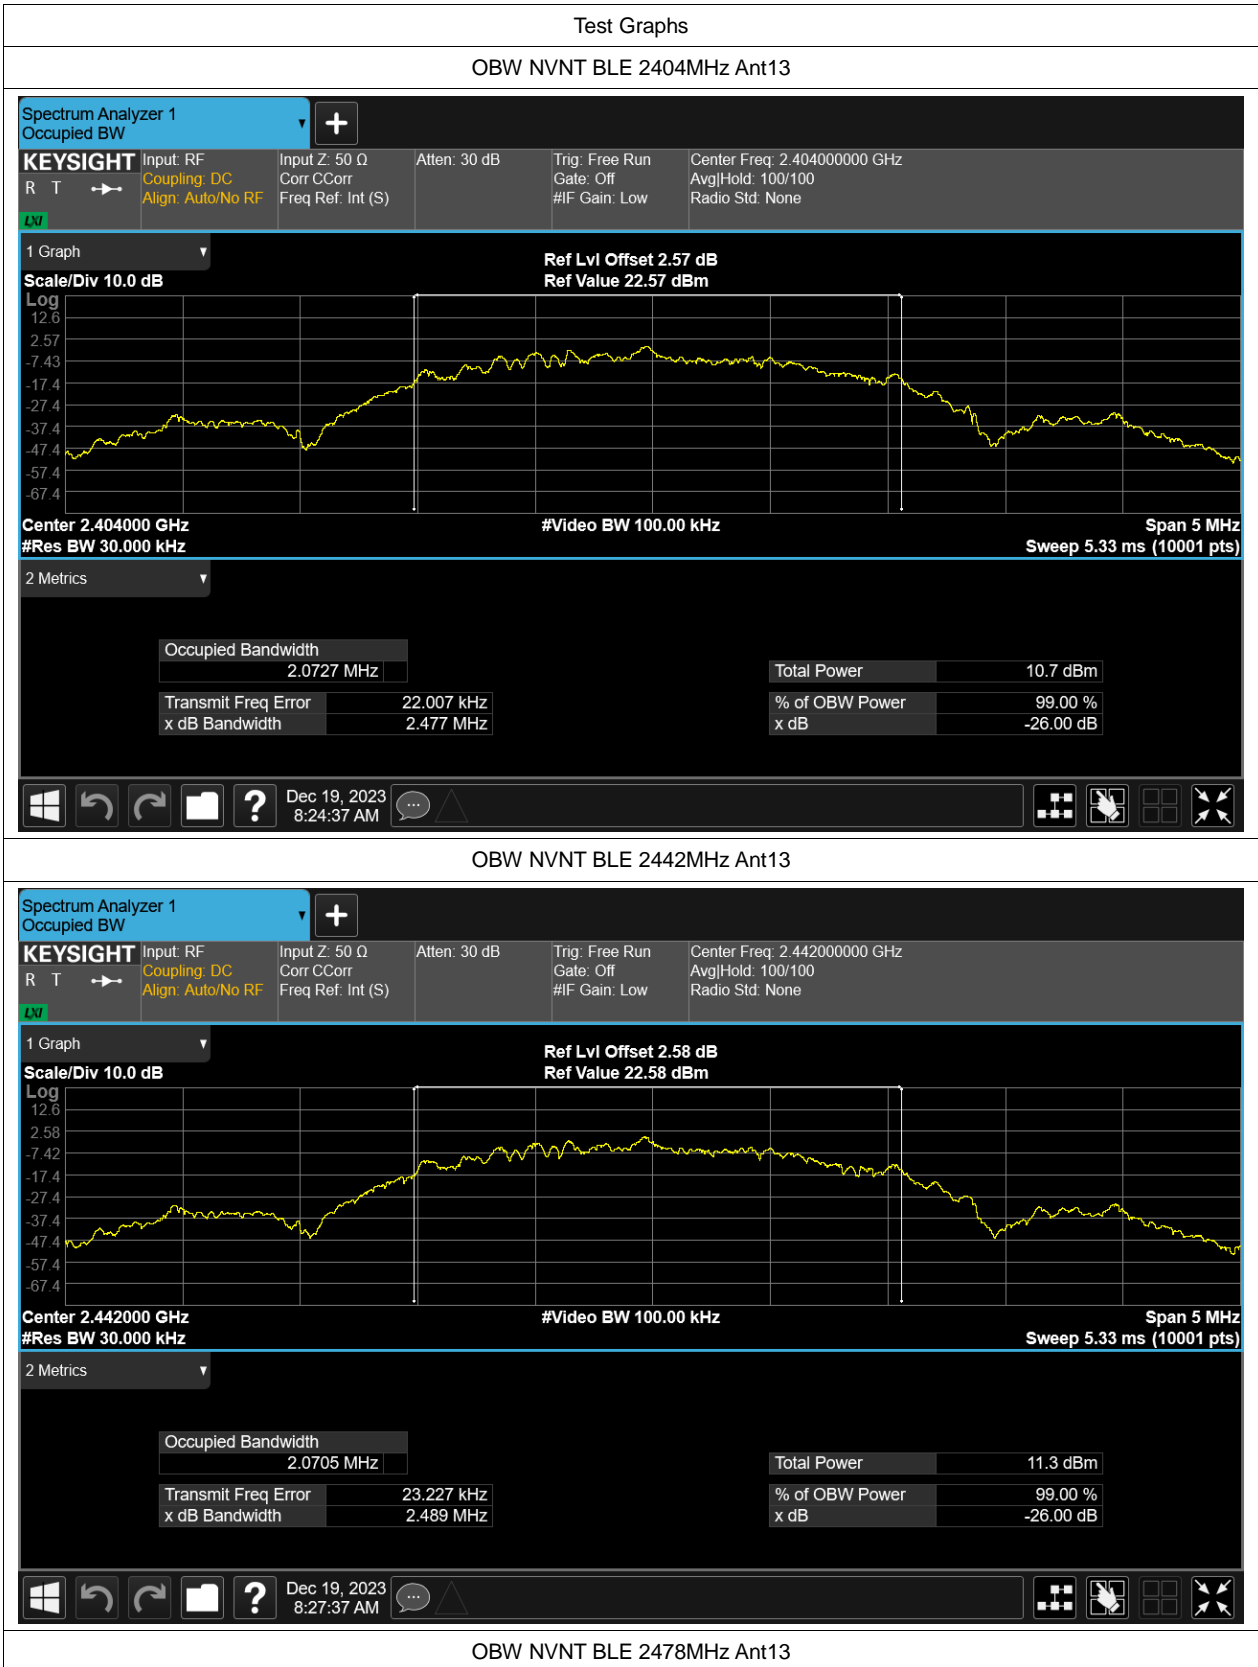 Test Graphs
OBW NVNT BLE 2404MHz Ant13
Spectrum Analyzer 1
Occupied BW
KEYSIGHT
R T
LXI
Input: RF
Coupling: DC
Align: Auto/No RF
Input Z: 50 Ω
Corr CCorr
Freq Ref: Int (S)
Atten: 30 dB
Trig: Free Run
Gate: Off
#IF Gain: Low
Center Freq: 2.404000000 GHz
Avg|Hold: 100/100
Radio Std: None
1 Graph
Scale/Div 10.0 dB
Ref Lvl Offset 2.57 dB
Ref Value 22.57 dBm
Log
12.6
2.57
-7.43
-17.4
-27.4
-37.4
-47.4
-57.4
-67.4
Center 2.404000 GHz
#Video BW 100.00 kHz
Span 5 MHz
#Res BW 30.000 kHz
Sweep 5.33 ms (10001 pts)
2 Metrics
Occupied Bandwidth
2.0727 MHz
Total Power 10.7 dBm
Transmit Freq Error 22.007 kHz
% of OBW Power 99.00 %
x dB Bandwidth 2.477 MHz
x dB -26.00 dB
?
Dec 19, 2023
8:24:37 AM
OBW NVNT BLE 2442MHz Ant13
Spectrum Analyzer 1
Occupied BW
KEYSIGHT
R T
LXI
Input: RF
Coupling: DC
Align: Auto/No RF
Input Z: 50 Ω
Corr CCorr
Freq Ref: Int (S)
Atten: 30 dB
Trig: Free Run
Gate: Off
#IF Gain: Low
Center Freq: 2.442000000 GHz
Avg|Hold: 100/100
Radio Std: None
1 Graph
Scale/Div 10.0 dB
Ref Lvl Offset 2.58 dB
Ref Value 22.58 dBm
Log
12.6
2.58
-7.42
-17.4
-27.4
-37.4
-47.4
-57.4
-67.4
Center 2.442000 GHz
#Video BW 100.00 kHz
Span 5 MHz
#Res BW 30.000 kHz
Sweep 5.33 ms (10001 pts)
2 Metrics
Occupied Bandwidth
2.0705 MHz
Total Power 11.3 dBm
Transmit Freq Error 23.227 kHz
% of OBW Power 99.00 %
x dB Bandwidth 2.489 MHz
x dB -26.00 dB
?
Dec 19, 2023
8:27:37 AM
OBW NVNT BLE 2478MHz Ant13